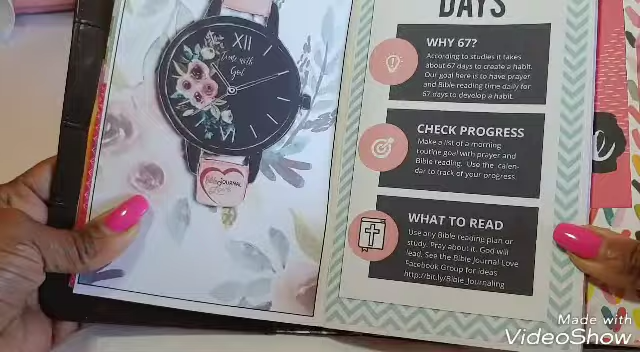 XII
Time with
God
Bible JOURNAL
Love
DAYS
WHY 67?
According to studies it takes
about 67 days to create a habit.
Our goal here is to have prayer
and Bible reading time daily for
67 days to develop a habit.
CHECK PROGRESS
Make a list of a morning
routine goal with prayer and
Bible reading. Use the calen-
dar to track of your progress.
WHAT TO READ
Use any Bible reading plan or
study. Pray about it. God will
lead. See the Bible Journal Love
Facebook Group for ideas
http://bit.ly/Bible_Journaling
e
Made with
VideoShow